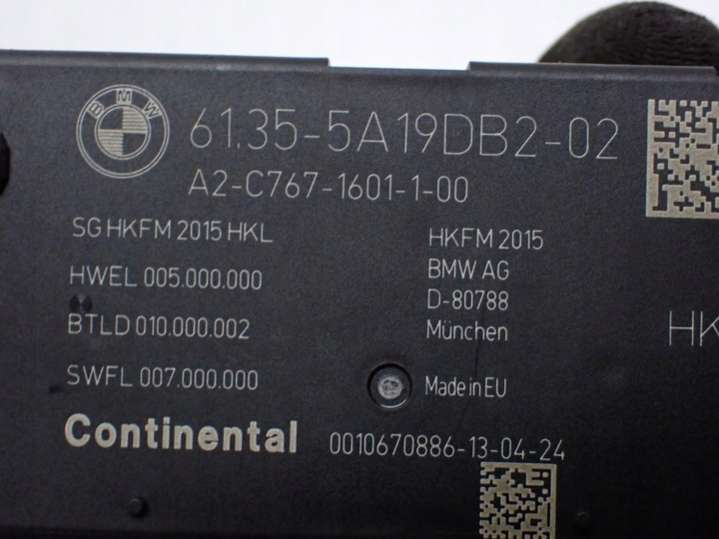 BMW
61.35-5A19DB2-02
A2-C767-1601-1-00
SG HKFM 2015 HKL
HWEL 005.000.000
BTLD 010.000.002
SWFL 007.000.000
HKFM 2015
BMW AG
D-80788
München
Made in EU
HK
Continental 0010670886-13-04-24